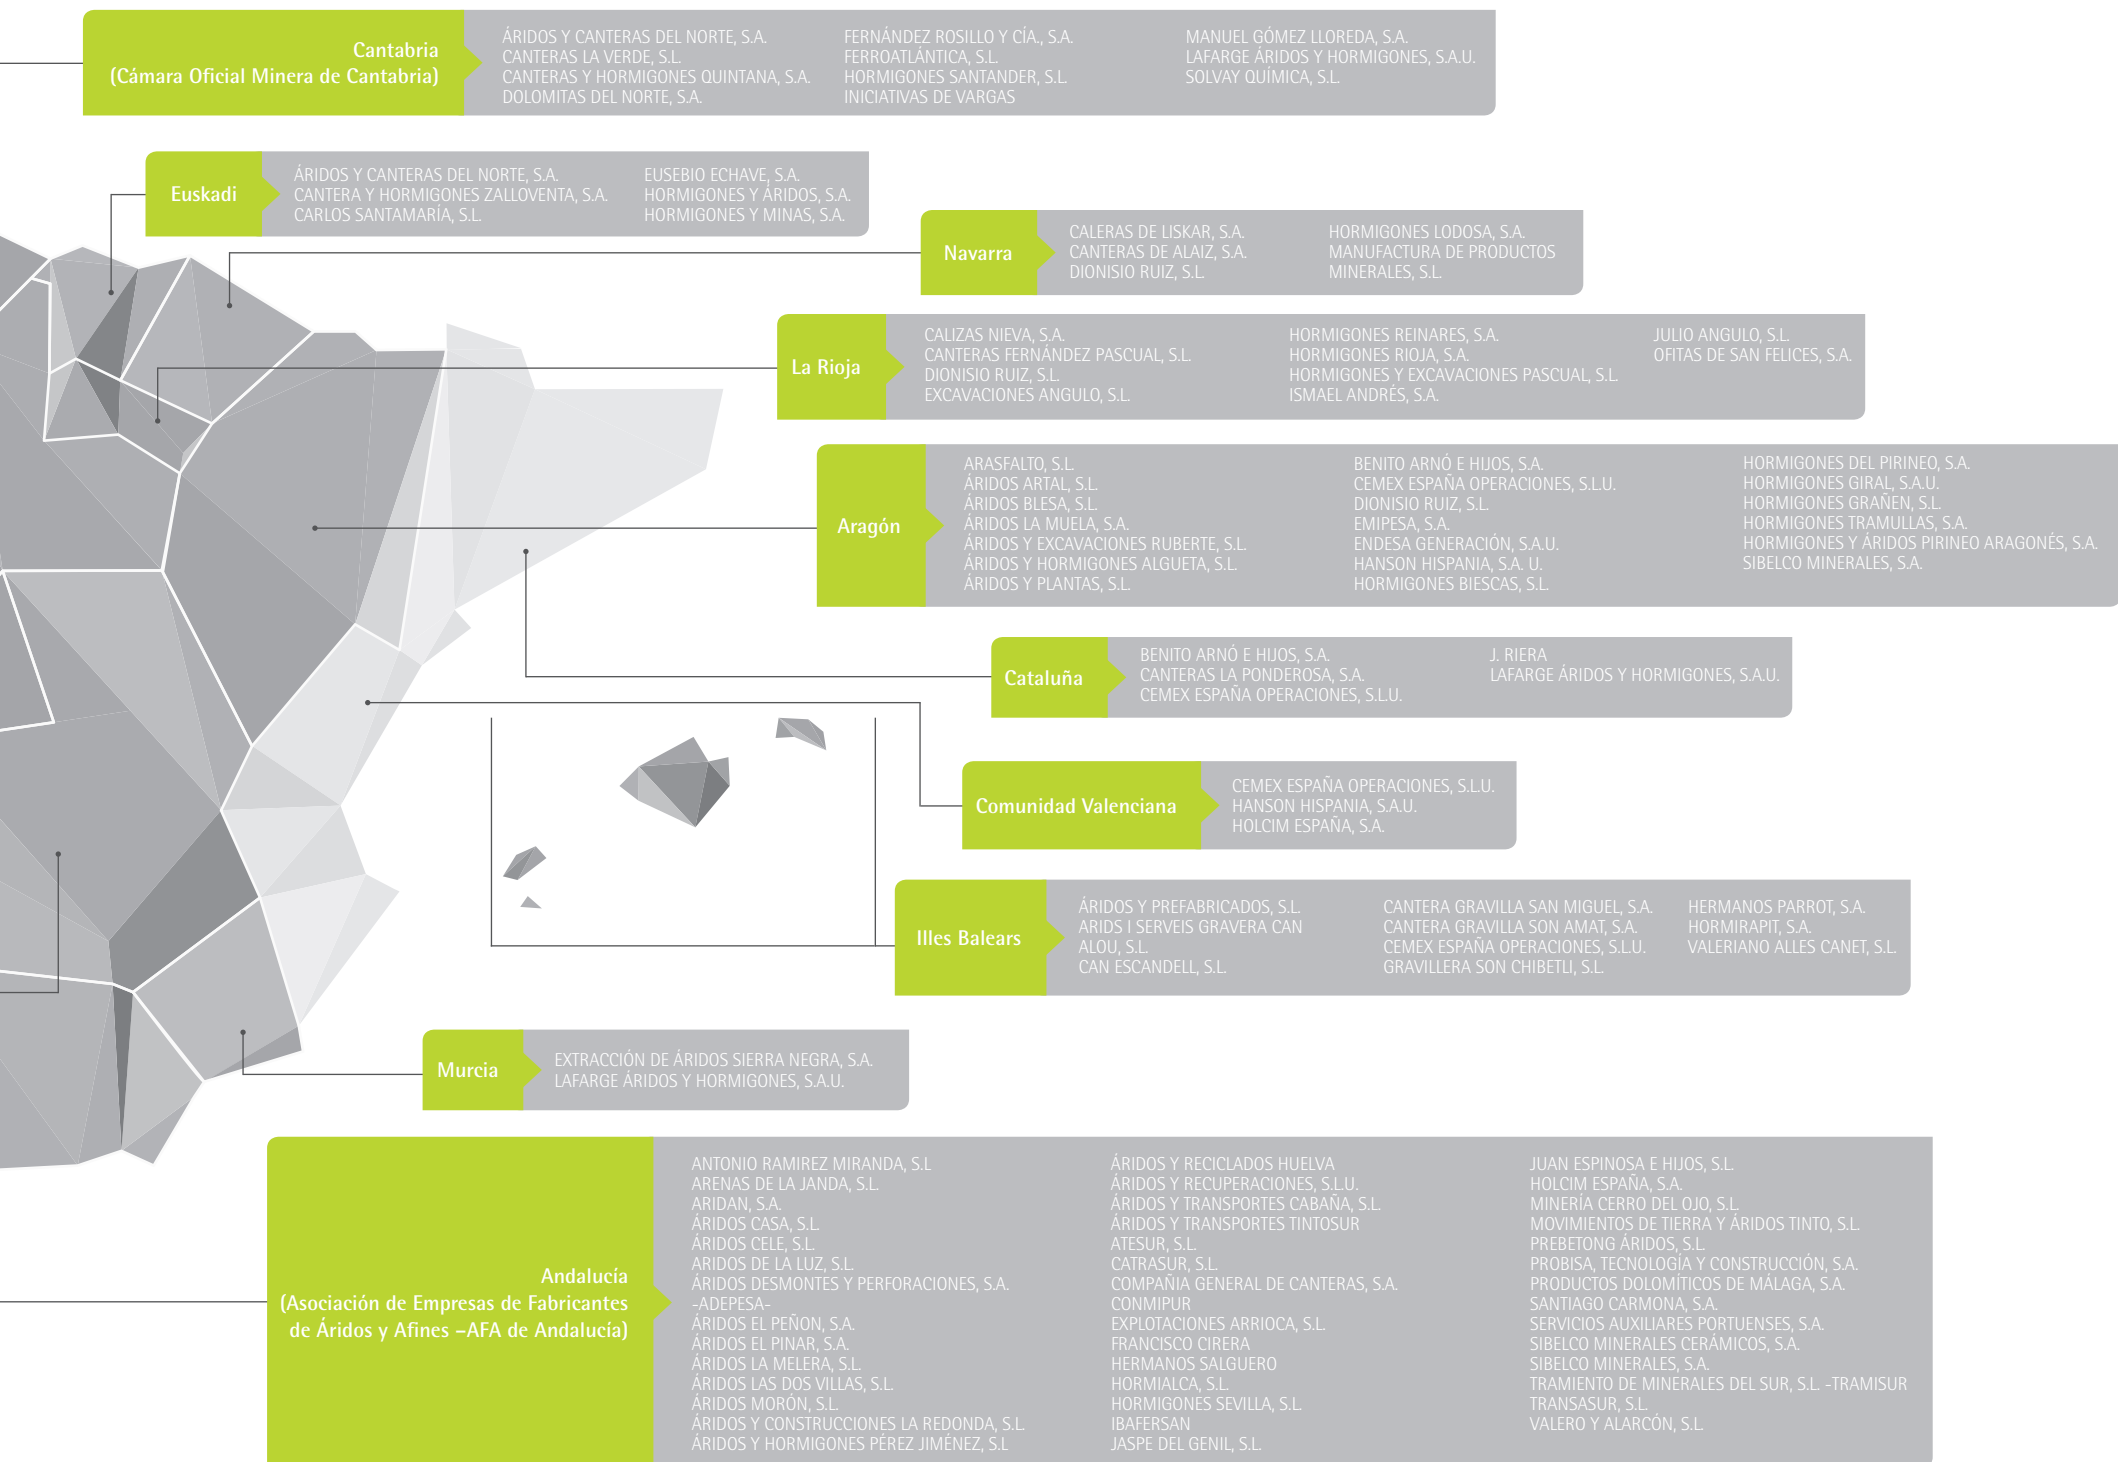 Cantabria
(Cámara Oficial Minera de Cantabria)
ÁRIDOS Y CANTERAS DEL NORTE, S.A.
CANTERAS LA VERDE, S.L.
CANTERAS Y HORMIGONES QUINTANA, S.A.
DOLOMITAS DEL NORTE, S.A.
FERNÁNDEZ ROSILLO Y CÍA., S.A.
FERROATLÁNTICA, S.L.
HORMIGONES SANTANDER, S.L.
INICIATIVAS DE VARGAS
MANUEL GÓMEZ LLOREDA, S.A.
LAFARGE ÁRIDOS Y HORMIGONES, S.A.U.
SOLVAY QUÍMICA, S.L.
Euskadi
ÁRIDOS Y CANTERAS DEL NORTE, S.A.
CANTERA Y HORMIGONES ZALLOVENTA, S.A.
CARLOS SANTAMARÍA, S.L.
EUSEBIO ECHAVE, S.A.
HORMIGONES Y ÁRIDOS, S.A.
HORMIGONES Y MINAS, S.A.
Navarra
CALERAS DE LISKAR, S.A.
CANTERAS DE ALAIZ, S.A.
DIONISIO RUIZ, S.L.
HORMIGONES LODOSA, S.A.
MANUFACTURA DE PRODUCTOS
MINERALES, S.L.
La Rioja
CALIZAS NIEVA, S.A.
CANTERAS FERNÁNDEZ PASCUAL, S.L.
DIONISIO RUIZ, S.L.
EXCAVACIONES ANGULO, S.L.
HORMIGONES REINARES, S.A.
HORMIGONES RIOJA, S.A.
HORMIGONES Y EXCAVACIONES PASCUAL, S.L.
ISMAEL ANDRÉS, S.A.
JULIO ANGULO, S.L.
OFITAS DE SAN FELICES, S.A.
Aragón
ARASFALTO, S.L.
ÁRIDOS ARTAL, S.L.
ÁRIDOS BLESA, S.L.
ÁRIDOS LA MUELA, S.A.
ÁRIDOS Y EXCAVACIONES RUBERTE, S.L.
ÁRIDOS Y HORMIGONES ALGUETA, S.L.
ÁRIDOS Y PLANTAS, S.L.
BENITO ARNÓ E HIJOS, S.A.
CEMEX ESPAÑA OPERACIONES, S.L.U.
DIONISIO RUIZ, S.L.
EMIPESA, S.A.
ENDESA GENERACIÓN, S.A.U.
HANSON HISPANIA, S.A. U.
HORMIGONES BIESCAS, S.L.
HORMIGONES DEL PIRINEO, S.A.
HORMIGONES GIRAL, S.A.U.
HORMIGONES GRAÑEN, S.L.
HORMIGONES TRAMULLAS, S.A.
HORMIGONES Y ÁRIDOS PIRINEO ARAGONÉS, S.A.
SIBELCO MINERALES, S.A.
Cataluña
BENITO ARNÓ E HIJOS, S.A.
CANTERAS LA PONDEROSA, S.A.
CEMEX ESPAÑA OPERACIONES, S.L.U.
J. RIERA
LAFARGE ÁRIDOS Y HORMIGONES, S.A.U.
Comunidad Valenciana
CEMEX ESPAÑA OPERACIONES, S.L.U.
HANSON HISPANIA, S.A.U.
HOLCIM ESPAÑA, S.A.
Illes Balears
ÁRIDOS Y PREFABRICADOS, S.L.
ARIDS I SERVEIS GRAVERA CAN
ALOU, S.L.
CAN ESCANDELL, S.L.
CANTERA GRAVILLA SAN MIGUEL, S.A.
CANTERA GRAVILLA SON AMAT, S.A.
CEMEX ESPAÑA OPERACIONES, S.L.U.
GRAVILLERA SON CHIBETLI, S.L.
HERMANOS PARROT, S.A.
HORMIRAPIT, S.A.
VALERIANO ALLES CANET, S.L.
Murcia
EXTRACCIÓN DE ÁRIDOS SIERRA NEGRA, S.A.
LAFARGE ÁRIDOS Y HORMIGONES, S.A.U.
Andalucía
(Asociación de Empresas de Fabricantes
de Áridos y Afines –AFA de Andalucía)
ANTONIO RAMIREZ MIRANDA, S.L
ARENAS DE LA JANDA, S.L.
ARIDAN, S.A.
ÁRIDOS CASA, S.L.
ÁRIDOS CELE, S.L.
ARIDOS DE LA LUZ, S.L.
ÁRIDOS DESMONTES Y PERFORACIONES, S.A.
-ADEPESA-
ÁRIDOS EL PEÑON, S.A.
ÁRIDOS EL PINAR, S.A.
ÁRIDOS LA MELERA, S.L.
ÁRIDOS LAS DOS VILLAS, S.L.
ÁRIDOS MORÓN, S.L.
ÁRIDOS Y CONSTRUCCIONES LA REDONDA, S.L.
ÁRIDOS Y HORMIGONES PÉREZ JIMÉNEZ, S.L
ÁRIDOS Y RECICLADOS HUELVA
ÁRIDOS Y RECUPERACIONES, S.L.U.
ÁRIDOS Y TRANSPORTES CABAÑA, S.L.
ÁRIDOS Y TRANSPORTES TINTOSUR
ATESUR, S.L.
CATRASUR, S.L.
COMPAÑIA GENERAL DE CANTERAS, S.A.
CONMIPUR
EXPLOTACIONES ARRIOCA, S.L.
FRANCISCO CIRERA
HERMANOS SALGUERO
HORMIALCA, S.L.
HORMIGONES SEVILLA, S.L.
IBAFERSAN
JASPE DEL GENIL, S.L.
JUAN ESPINOSA E HIJOS, S.L.
HOLCIM ESPAÑA, S.A.
MINERÍA CERRO DEL OJO, S.L.
MOVIMIENTOS DE TIERRA Y ÁRIDOS TINTO, S.L.
PREBETONG ÁRIDOS, S.L.
PROBISA, TECNOLOGÍA Y CONSTRUCCIÓN, S.A.
PRODUCTOS DOLOMÍTICOS DE MÁLAGA, S.A.
SANTIAGO CARMONA, S.A.
SERVICIOS AUXILIARES PORTUENSES, S.A.
SIBELCO MINERALES CERÁMICOS, S.A.
SIBELCO MINERALES, S.A.
TRAMIENTO DE MINERALES DEL SUR, S.L. -TRAMISUR
TRANSASUR, S.L.
VALERO Y ALARCÓN, S.L.